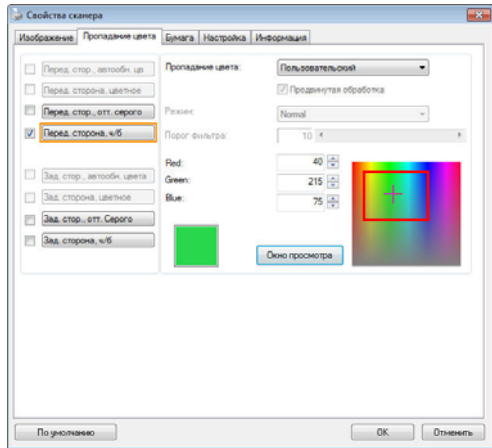 Свойства сканера
Изображение Пропадание цвета Бумага Настройка Информация
Перед. стор., автообн. цв
Перед. сторона, цветное
Перед. стор., отт. серого
Перед. сторона, ч/б
Зад. стор., автообн. цвета
Зад. сторона, цветное
Зад. стор., отт. Серого
Зад. сторона, ч/б
Пропадание цвета: Пользовательский
Продвинутая обработка
Режим: Normal
Порог фильтра: 10
Red: 40
Green: 215
Blue: 75
Окно просмотра
По умолчанию OK Отменить